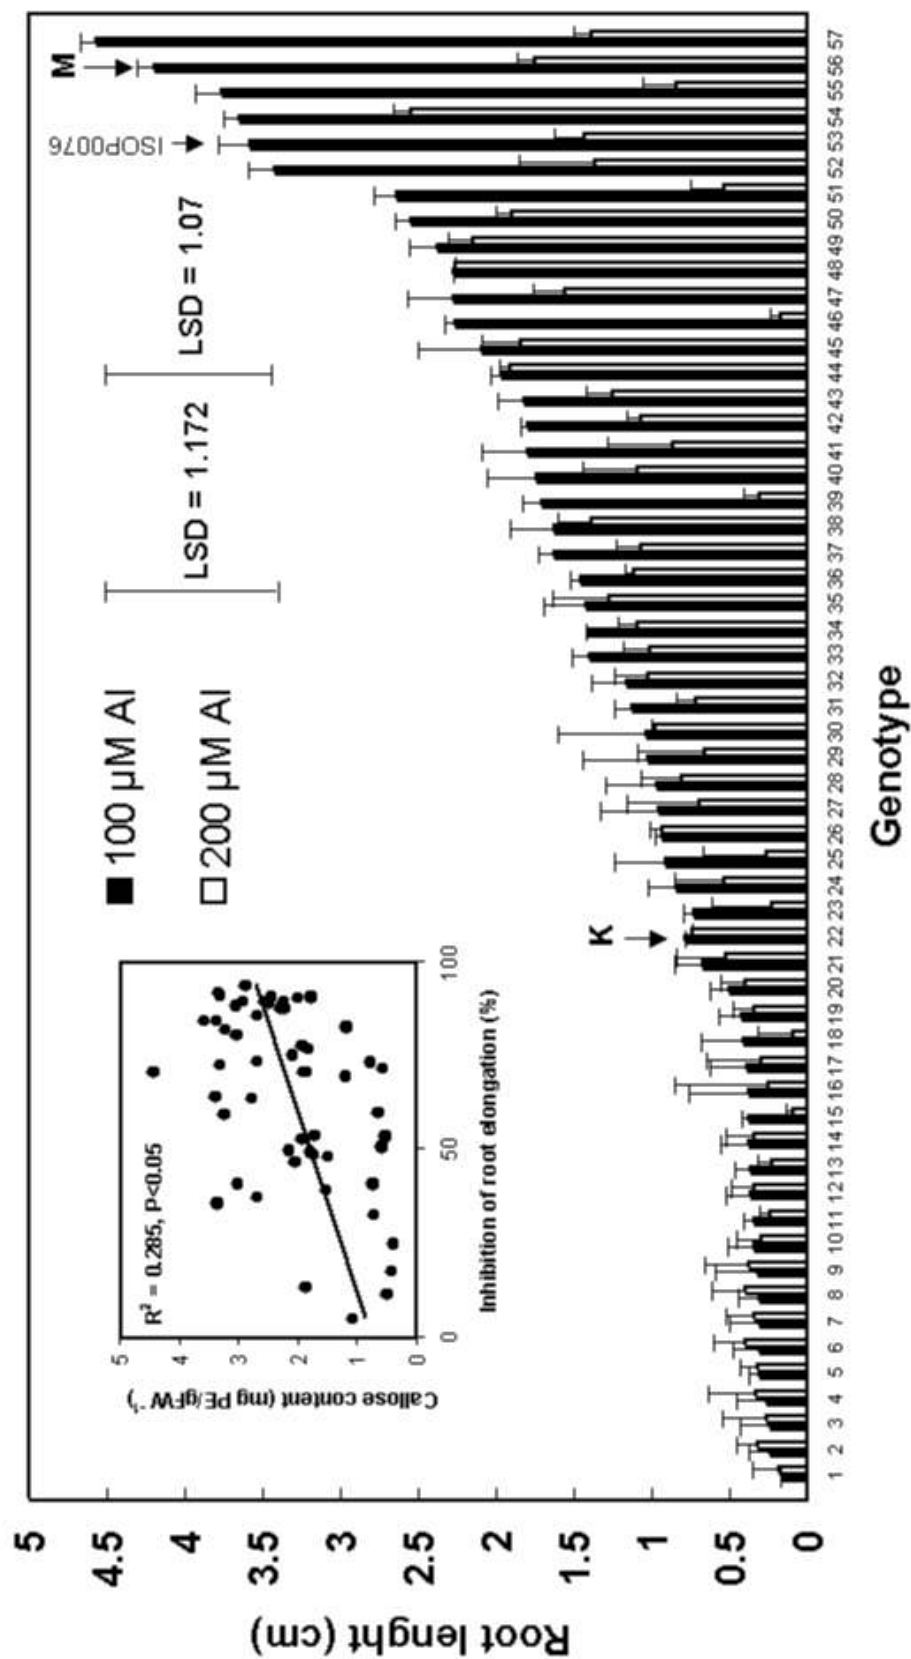 5
4.5
4
3.5
3
2.5
2
1.5
1
0.5
0
Root lenght (cm)
R² = 0.285, P<0.05
5
4
3
2
1
0
Callose content (mg PE/gFW⁻¹)
0
50
100
Inhibition of root elongation (%)
100 µM Al
200 µM Al
LSD = 1.172
LSD = 1.07
K
ISOP0076
M
1 2 3 4 5 6 7 8 9 10 11 12 13 14 15 16 17 18 19 20 21 22 23 24 25 26 27 28 29 30 31 32 33 34 35 36 37 38 39 40 41 42 43 44 45 46 47 48 49 50 51 52 53 54 55 56 57
Genotype